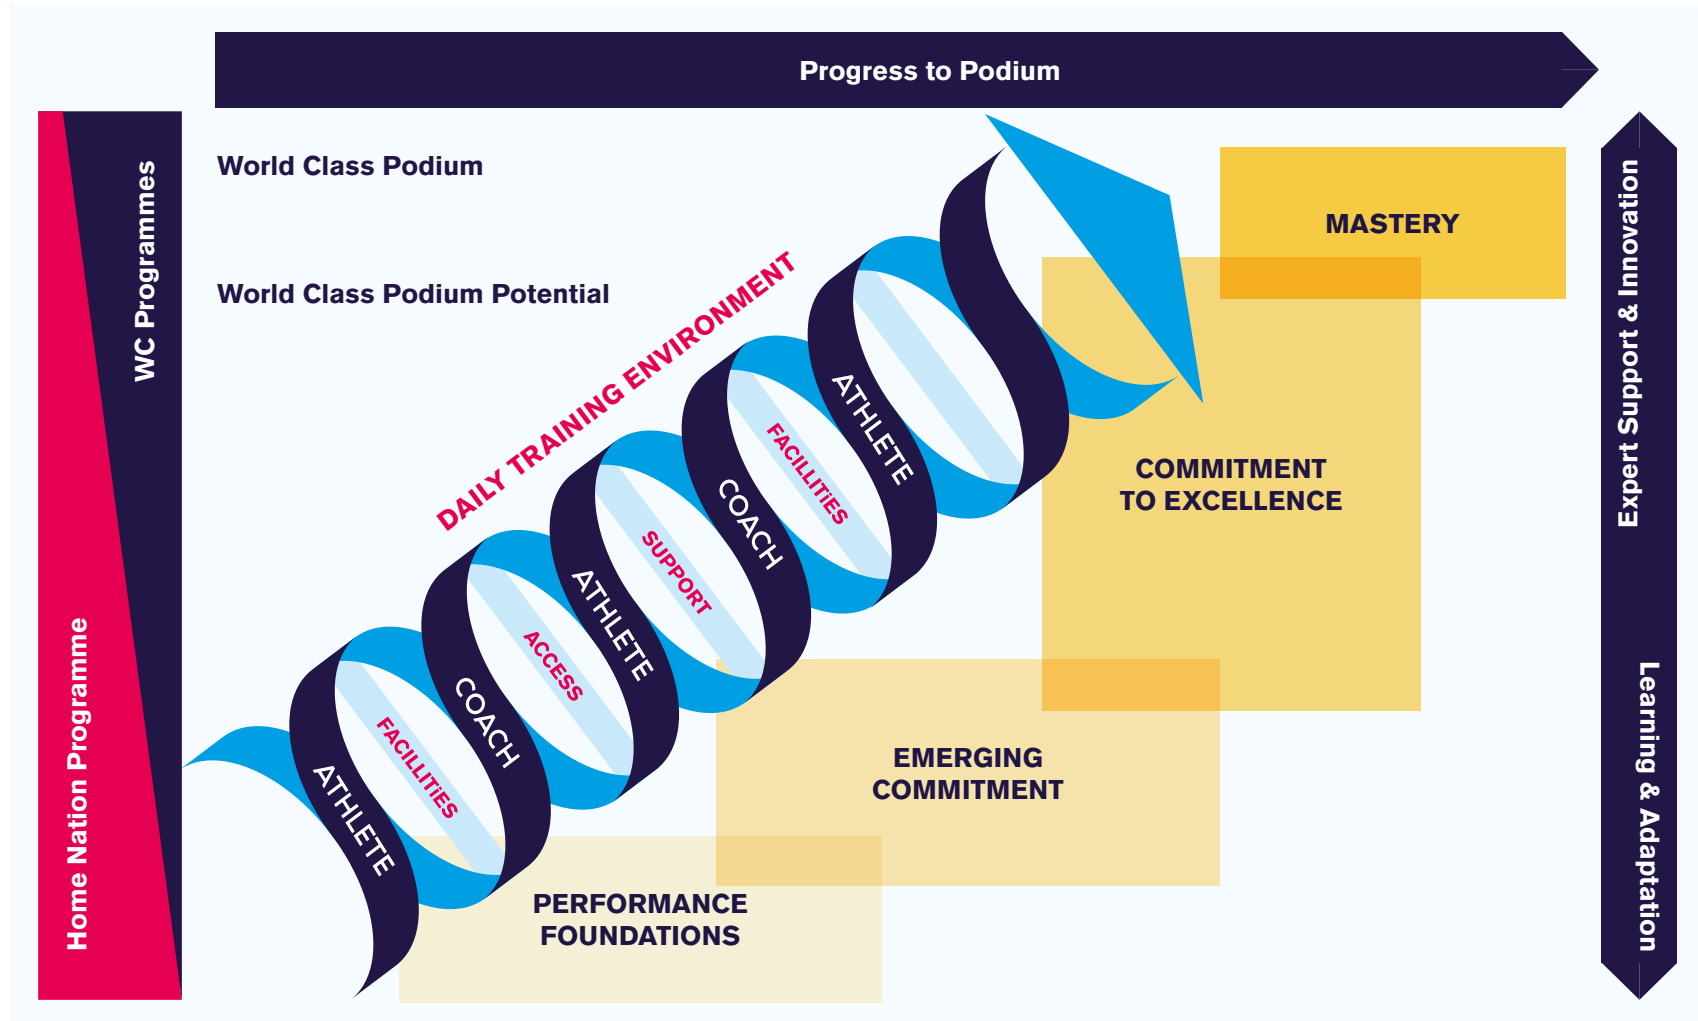 Progress to Podium
WC Programmes
Home Nation Programme
World Class Podium
World Class Podium Potential
DAILY TRAINING ENVIRONMENT
ATHLETE
FACILLITiES
COACH
ACCESS
ATHLETE
SUPPORT
COACH
FACILLITiES
ATHLETE
MASTERY
COMMITMENT
TO EXCELLENCE
EMERGING
COMMITMENT
PERFORMANCE
FOUNDATIONS
Expert Support & Innovation
Learning & Adaptation